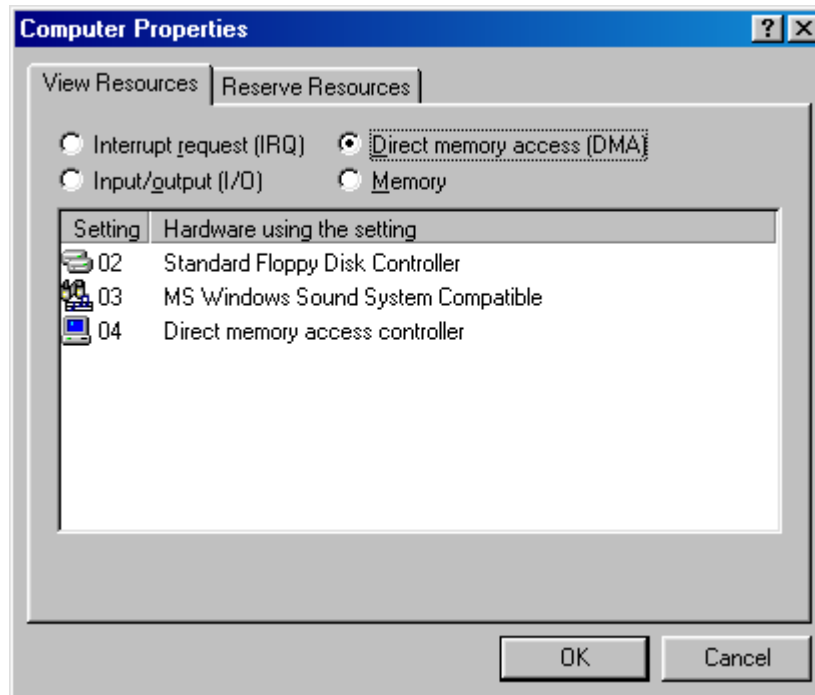 Computer Properties
View Resources Reserve Resources
Interrupt request (IRQ) Direct memory access (DMA)
Input/output (I/O) Memory
Setting Hardware using the setting
02 Standard Floppy Disk Controller
03 MS Windows Sound System Compatible
04 Direct memory access controller
OK Cancel